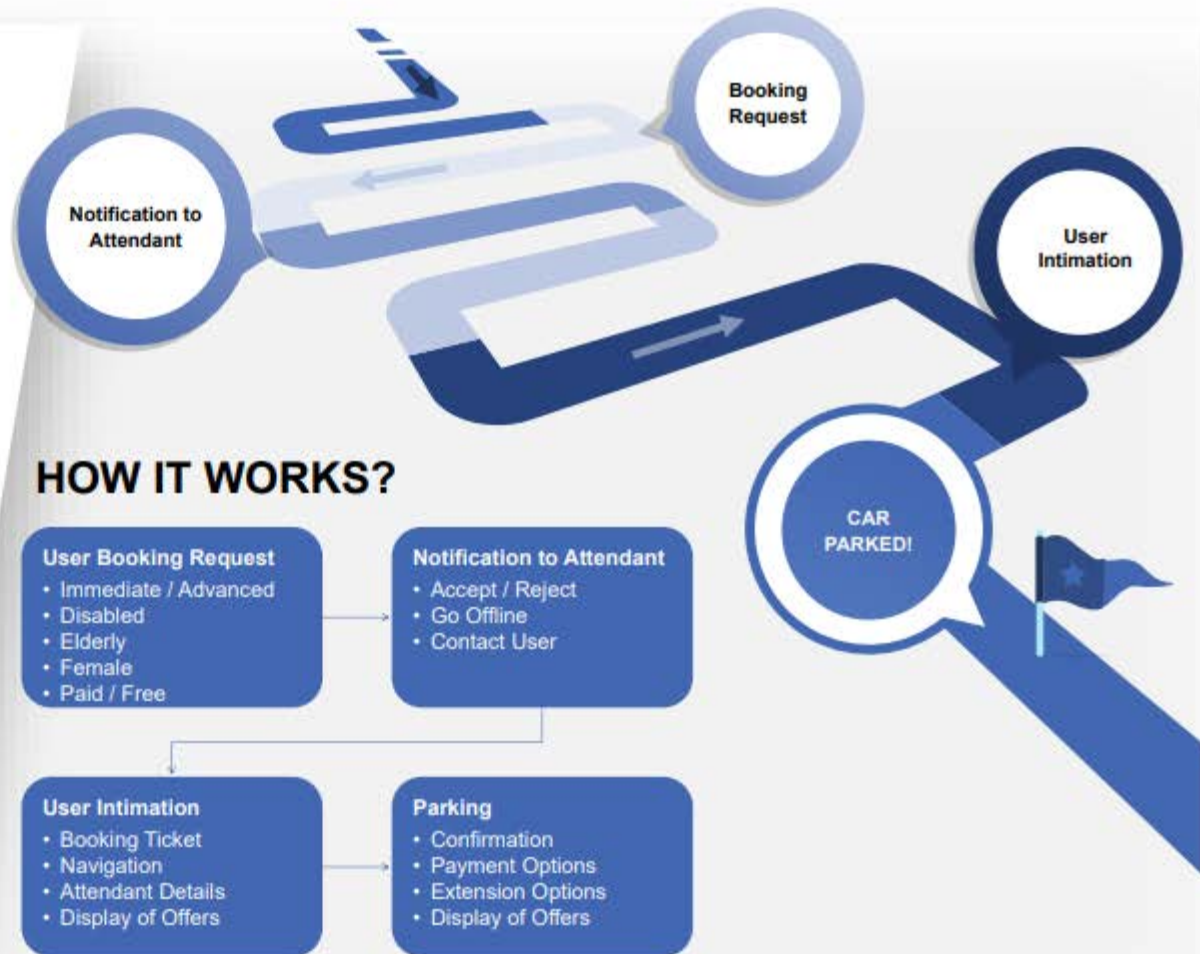 Booking
Request
Notification to
Attendant
User
Intimation
HOW IT WORKS?
CAR
PARKED!
User Booking Request
• Immediate / Advanced
• Disabled
• Elderly
• Female
• Paid / Free
Notification to Attendant
• Accept / Reject
• Go Offline
• Contact User
User Intimation
• Booking Ticket
• Navigation
• Attendant Details
• Display of Offers
Parking
• Confirmation
• Payment Options
• Extension Options
• Display of Offers